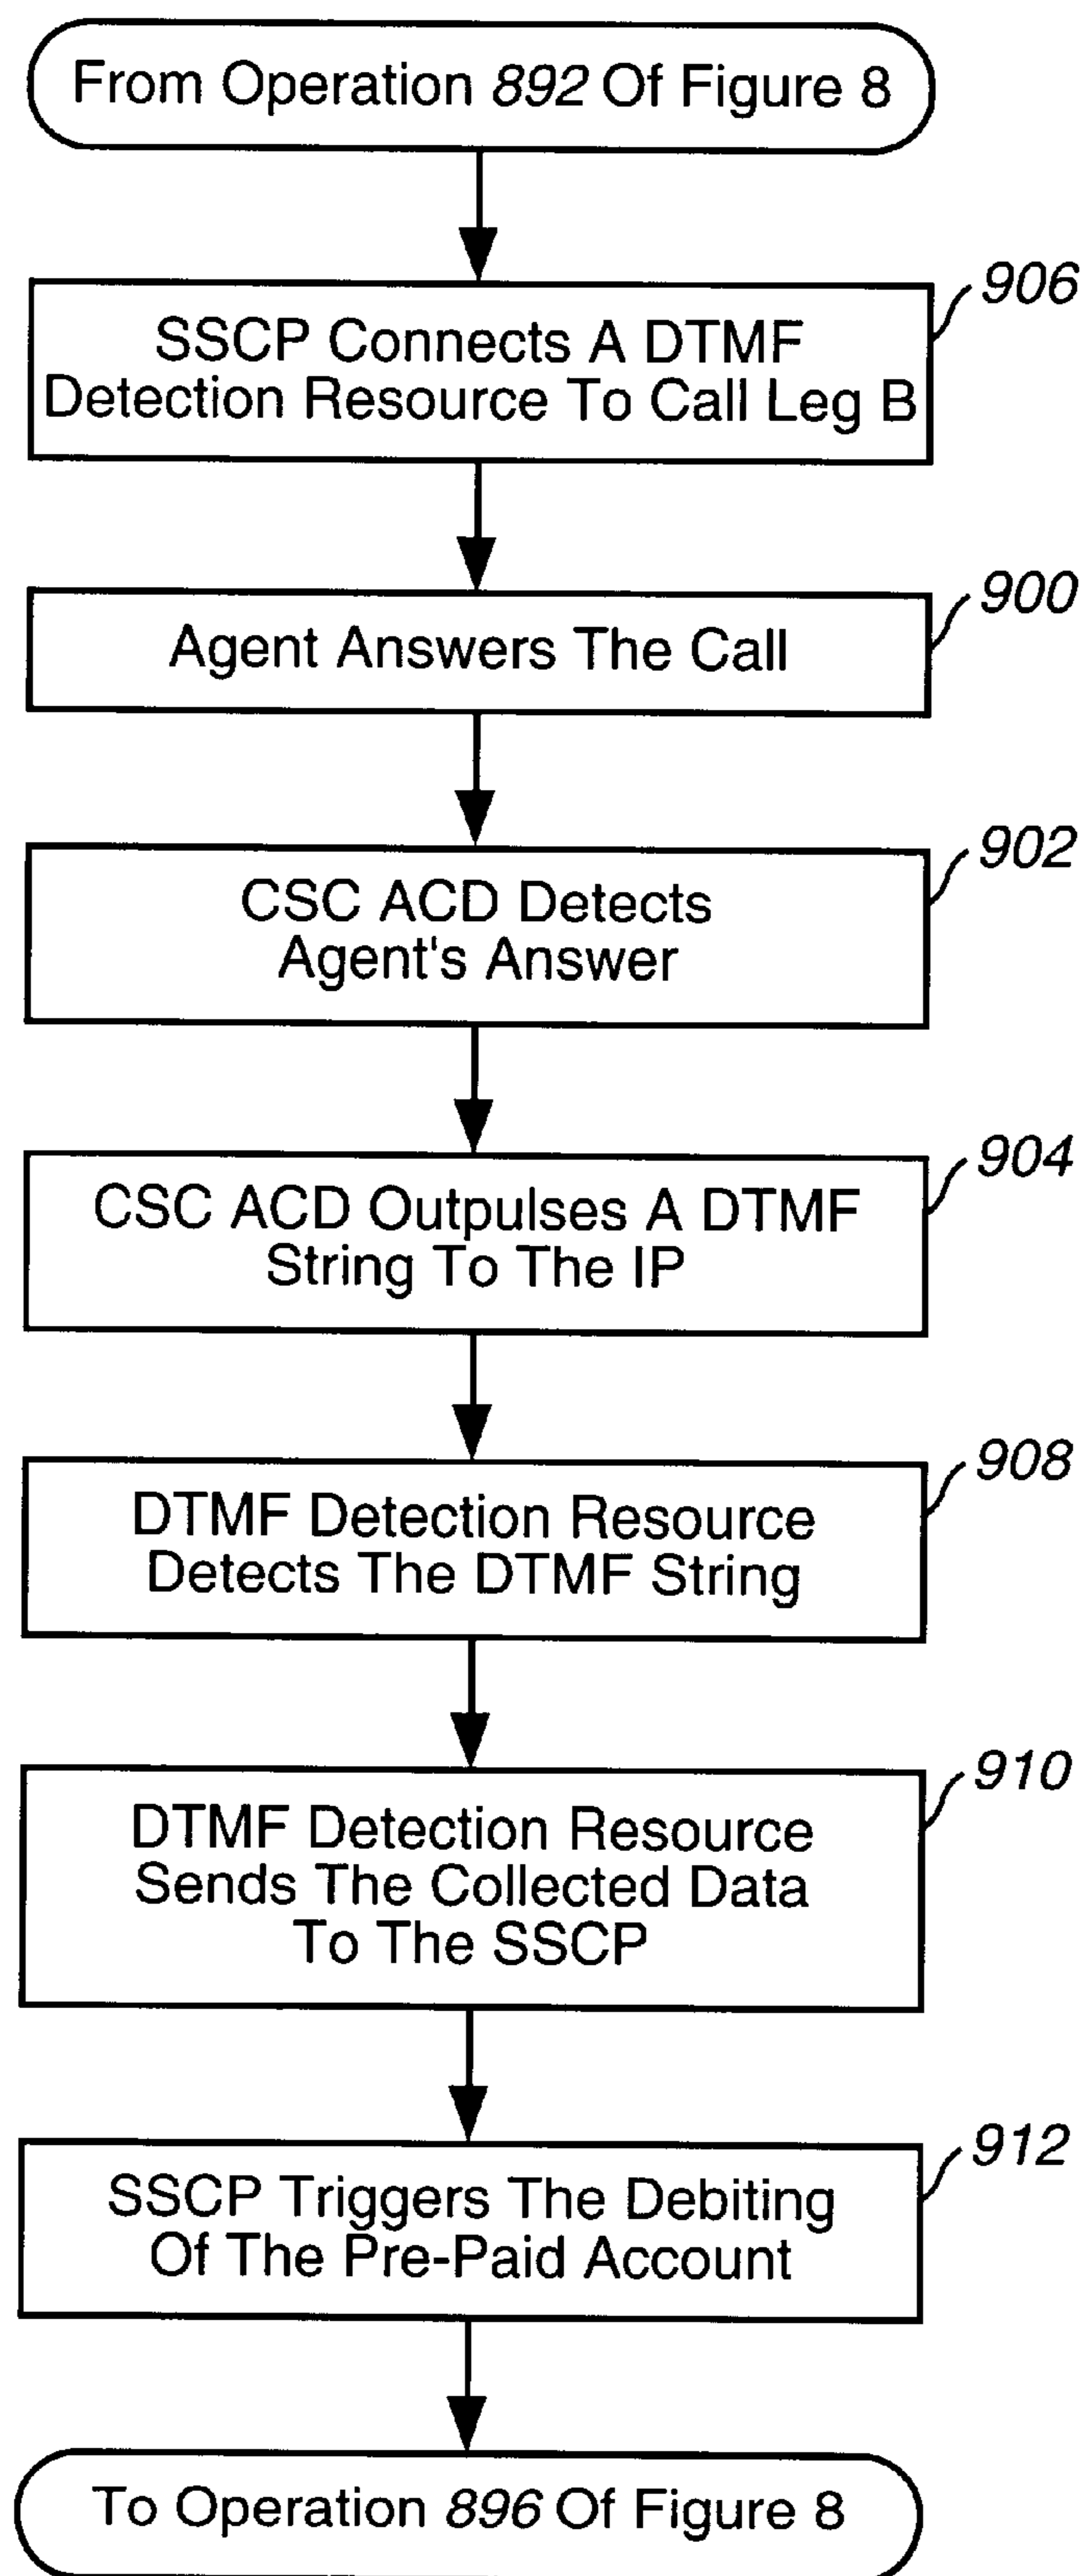 From Operation 892 Of Figure 8
906
SSCP Connects A DTMF
Detection Resource To Call Leg B
900
Agent Answers The Call
902
CSC ACD Detects
Agent's Answer
904
CSC ACD Outpulses A DTMF
String To The IP
908
DTMF Detection Resource
Detects The DTMF String
910
DTMF Detection Resource
Sends The Collected Data
To The SSCP
912
SSCP Triggers The Debiting
Of The Pre-Paid Account
To Operation 896 Of Figure 8